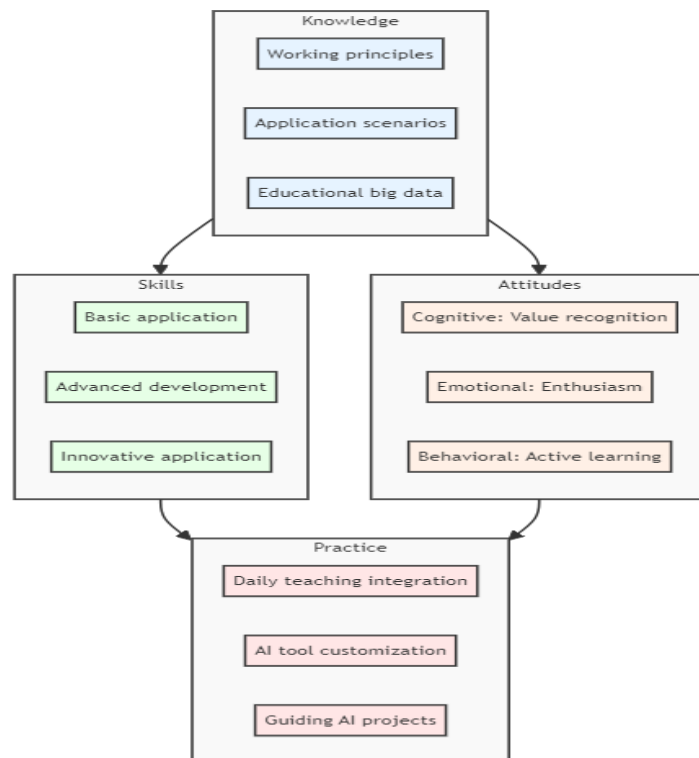 Knowledge
Working principles
Application scenarios
Educational big data
Skills
Basic application
Advanced development
Innovative application
Attitudes
Cognitive: Value recognition
Emotional: Enthusiasm
Behavioral: Active learning
Practice
Daily teaching integration
AI tool customization
Guiding AI projects